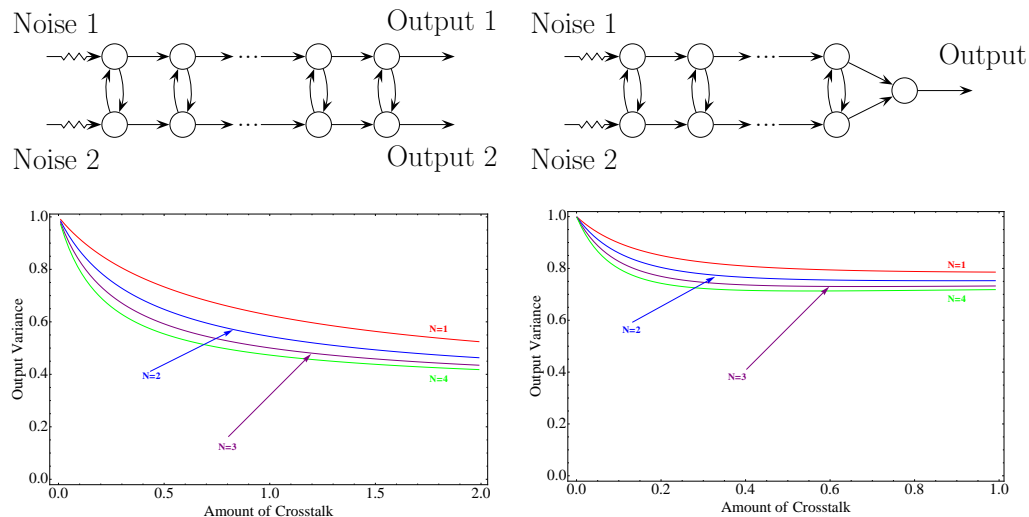 Noise 1
Output 1
...
...
Noise 2
Output 2
Noise 1
Output
...
...
Noise 2
1.0
0.8
0.6
0.4
0.2
0.0
Output Variance
N=1
N=2
N=4
N=3
0.0 0.5 1.0 1.5 2.0
Amount of Crosstalk
1.0
0.8
0.6
0.4
0.2
0.0
Output Variance
N=1
N=4
N=2
N=3
0.0 0.2 0.4 0.6 0.8 1.0
Amount of Crosstalk